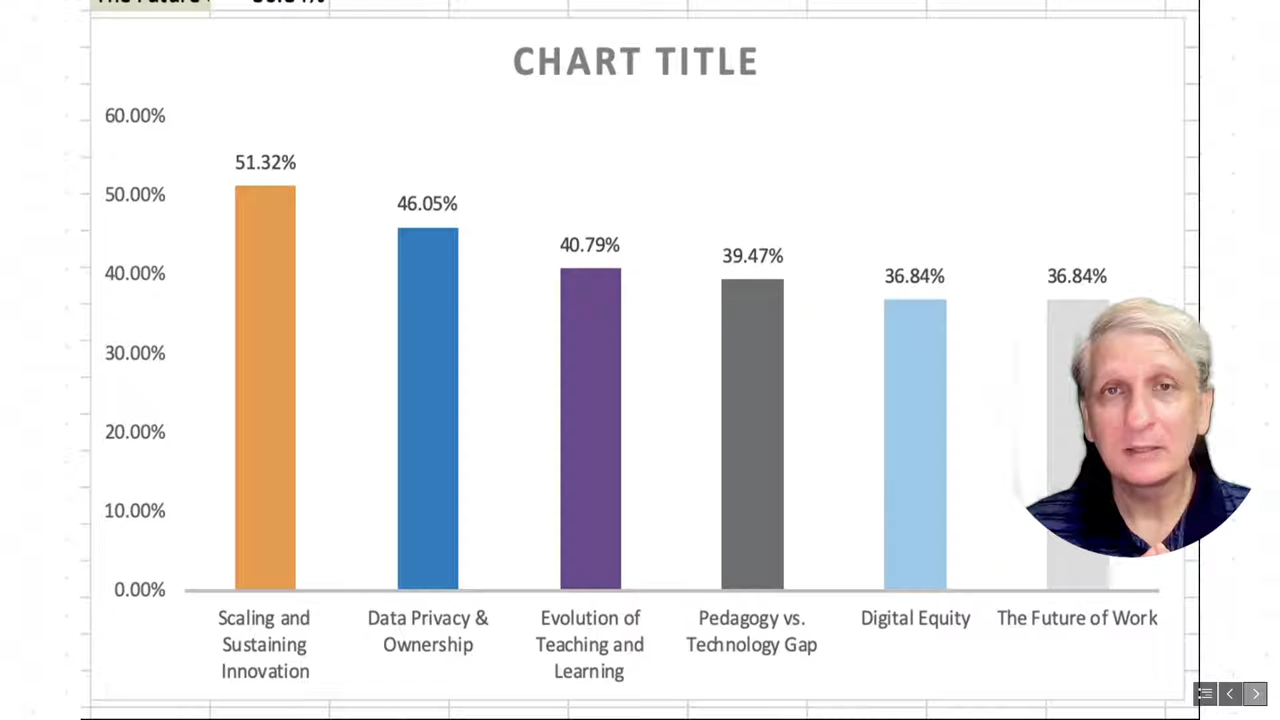 CHART TITLE
60.00%
51.32%
50.00%
46.05%
40.79%
39.47%
40.00%
36.84%
36.84%
30.00%
20.00%
10.00%
0.00%
Scaling and
Sustaining
Innovation
Data Privacy &
Ownership
Evolution of
Teaching and
Learning
Pedagogy vs.
Technology Gap
Digital Equity
The Future of Work